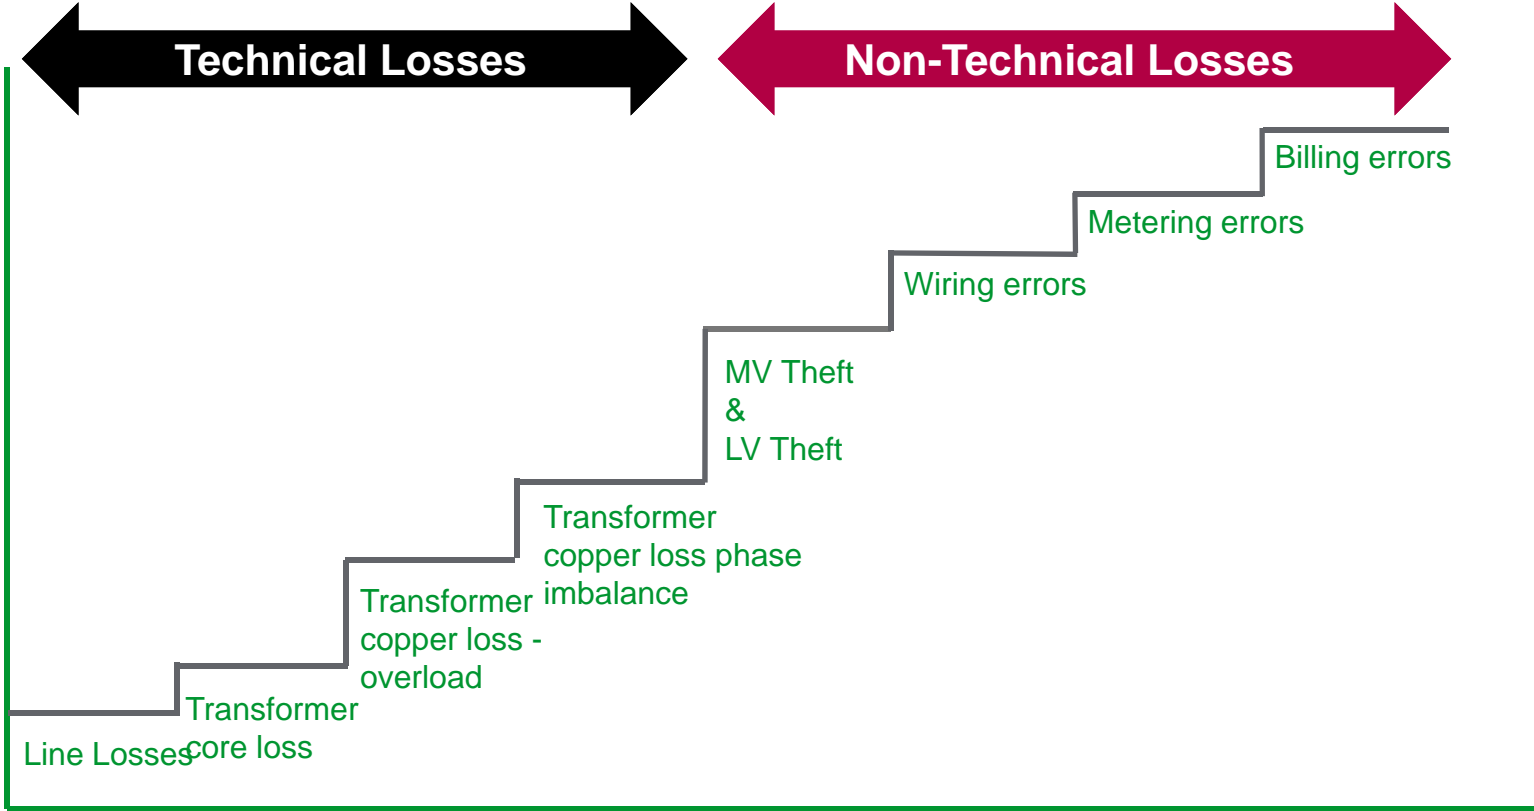 Technical Losses
Non-Technical Losses
Billing errors
Metering errors
Wiring errors
MV Theft
&
LV Theft
Transformer
copper loss phase
imbalance
Transformer
copper loss -
overload
Transformer
core loss
Line Losses